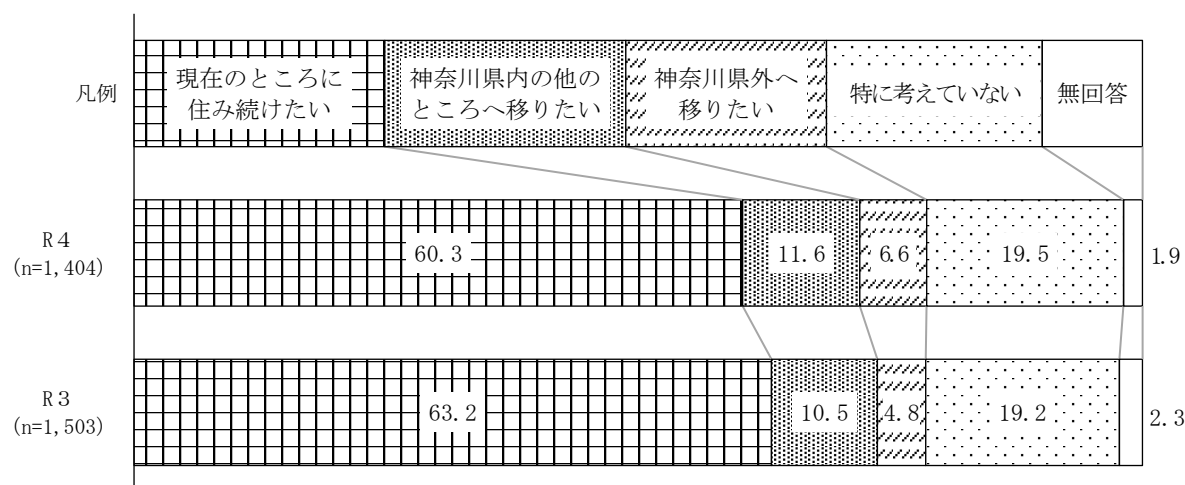 凡例
現在のところに
住み続けたい
神奈川県内の他の
ところへ移りたい
神奈川県外へ
移りたい
特に考えていない
無回答
R4
(n=1,404)
60.3
11.6
6.6
19.5
1.9
R3
(n=1,503)
63.2
10.5
4.8
19.2
2.3